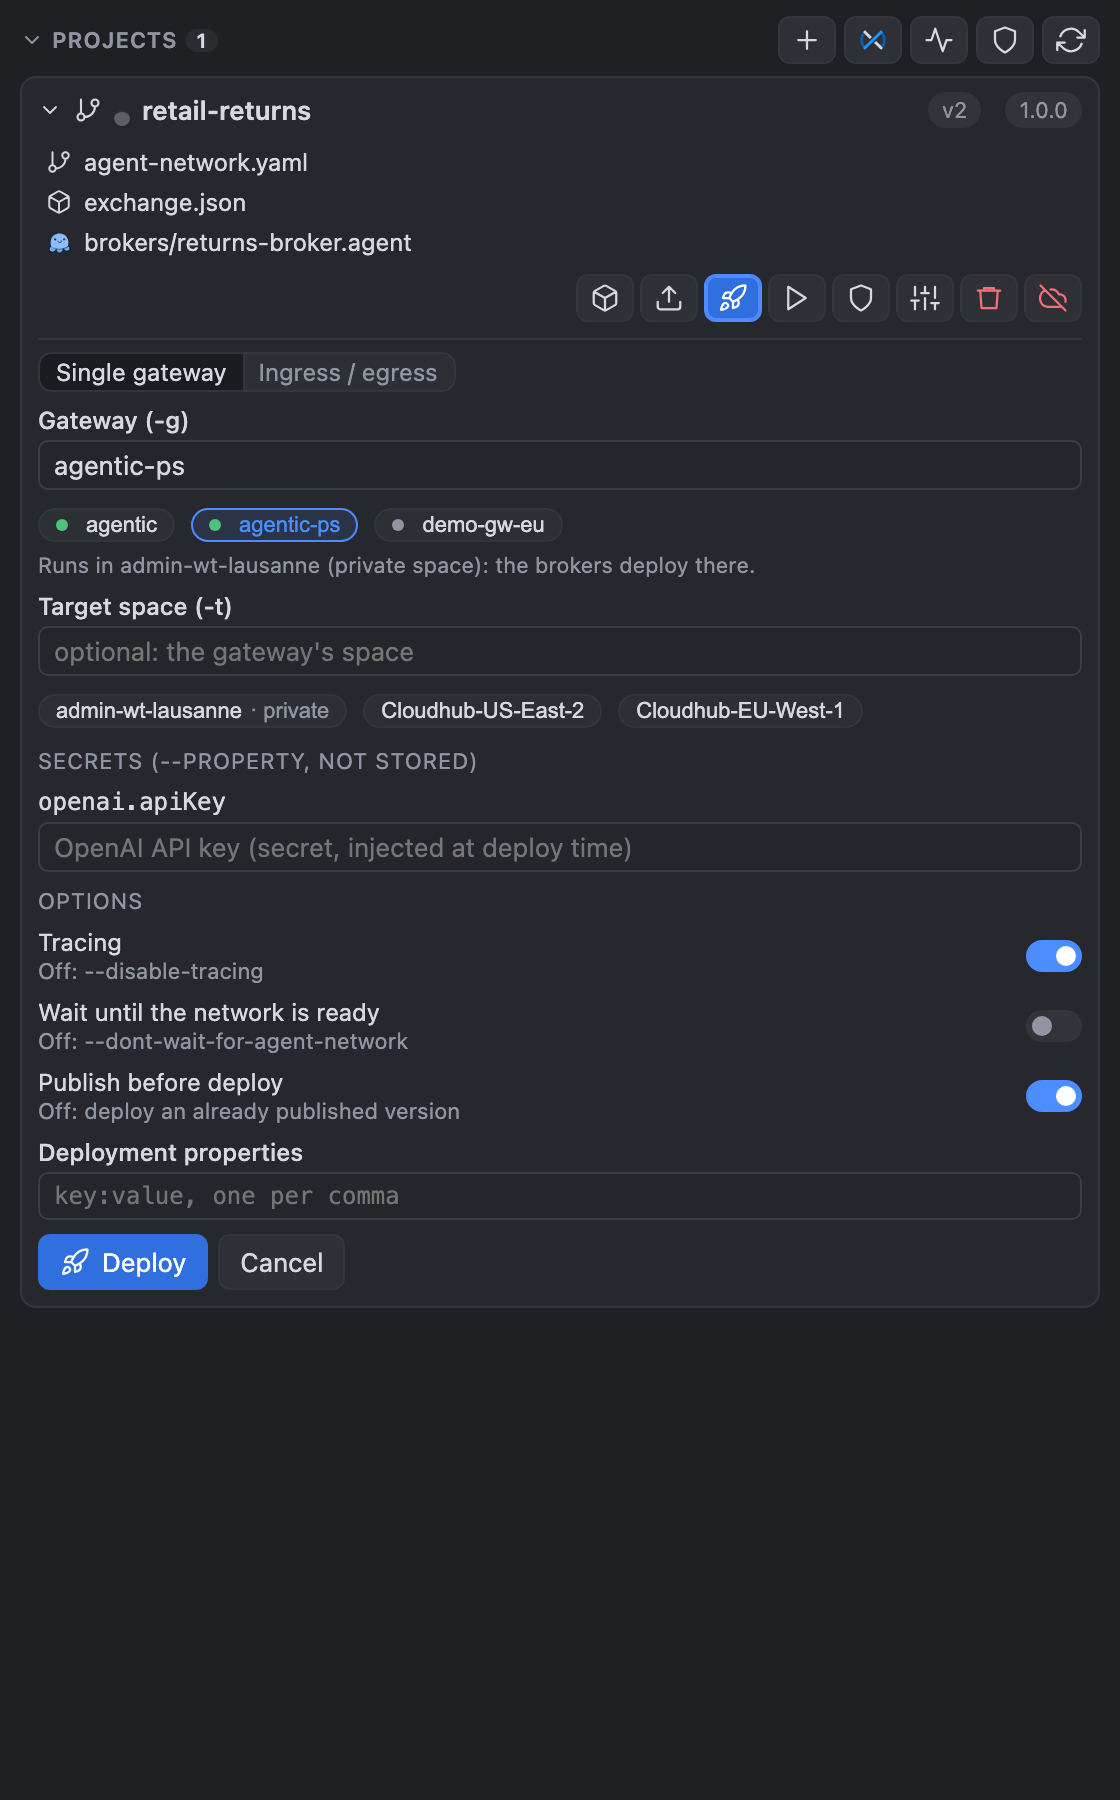 PROJECTS 1
retail-returns v2 1.0.0
agent-network.yaml
exchange.json
brokers/returns-broker.agent
Single gateway Ingress / egress
Gateway (-g)
agentic-ps
agentic agentic-ps demo-gw-eu
Runs in admin-wt-lausanne (private space): the brokers deploy there.
Target space (-t)
optional: the gateway's space
admin-wt-lausanne · private Cloudhub-US-East-2 Cloudhub-EU-West-1
SECRETS (--PROPERTY, NOT STORED)
openai.apiKey
OpenAI API key (secret, injected at deploy time)
OPTIONS
Tracing
Off: --disable-tracing
Wait until the network is ready
Off: --dont-wait-for-agent-network
Publish before deploy
Off: deploy an already published version
Deployment properties
key:value, one per comma
Deploy Cancel